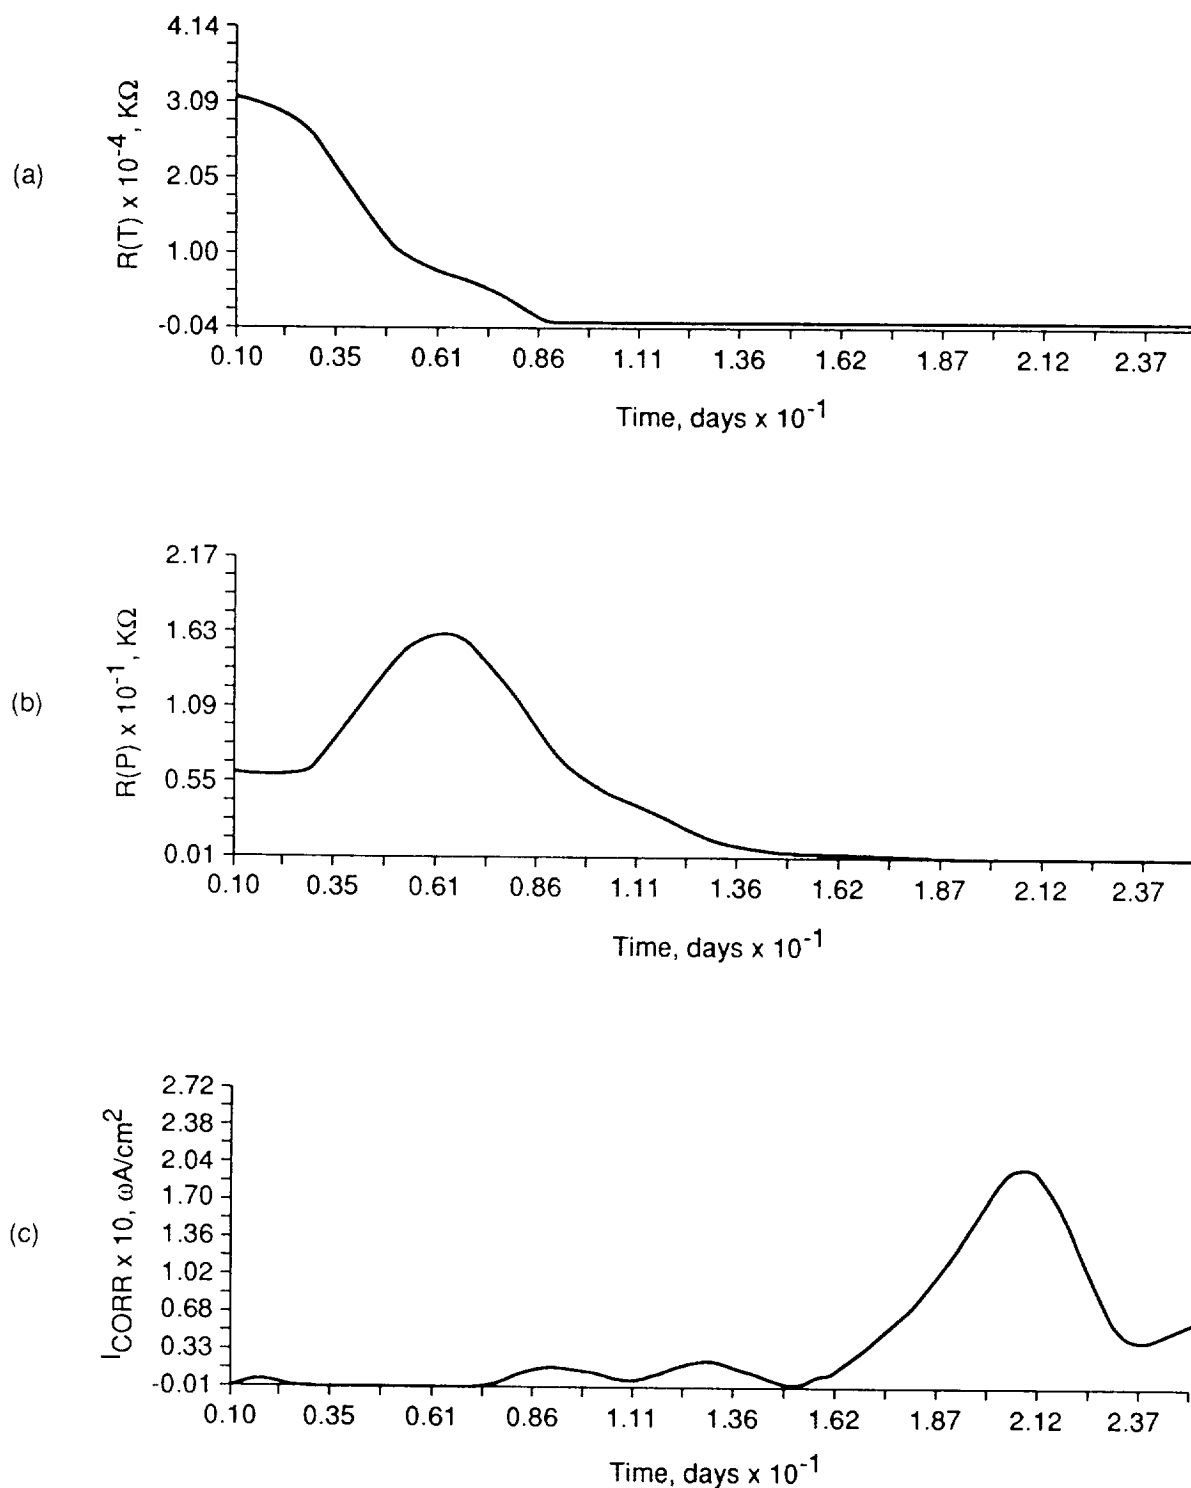 (a)
R(T) x 10-4, KΩ
4.14
3.09
2.05
1.00
-0.04
0.10 0.35 0.61 0.86 1.11 1.36 1.62 1.87 2.12 2.37
Time, days x 10-1
(b)
R(P) x 10-1, KΩ
2.17
1.63
1.09
0.55
0.01
0.10 0.35 0.61 0.86 1.11 1.36 1.62 1.87 2.12 2.37
Time, days x 10-1
(c)
ICORR x 10, ωA/cm2
2.72
2.38
2.04
1.70
1.36
1.02
0.68
0.33
-0.01
0.10 0.35 0.61 0.86 1.11 1.36 1.62 1.87 2.12 2.37
Time, days x 10-1